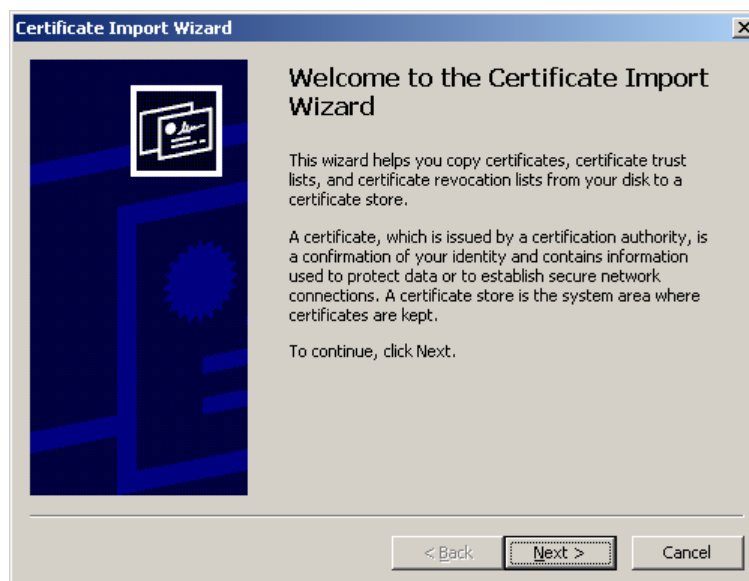 Certificate Import Wizard
Welcome to the Certificate Import
Wizard
This wizard helps you copy certificates, certificate trust
lists, and certificate revocation lists from your disk to a
certificate store.
A certificate, which is issued by a certification authority, is
a confirmation of your identity and contains information
used to protect data or to establish secure network
connections. A certificate store is the system area where
certificates are kept.
To continue, click Next.
< Back
Next >
Cancel